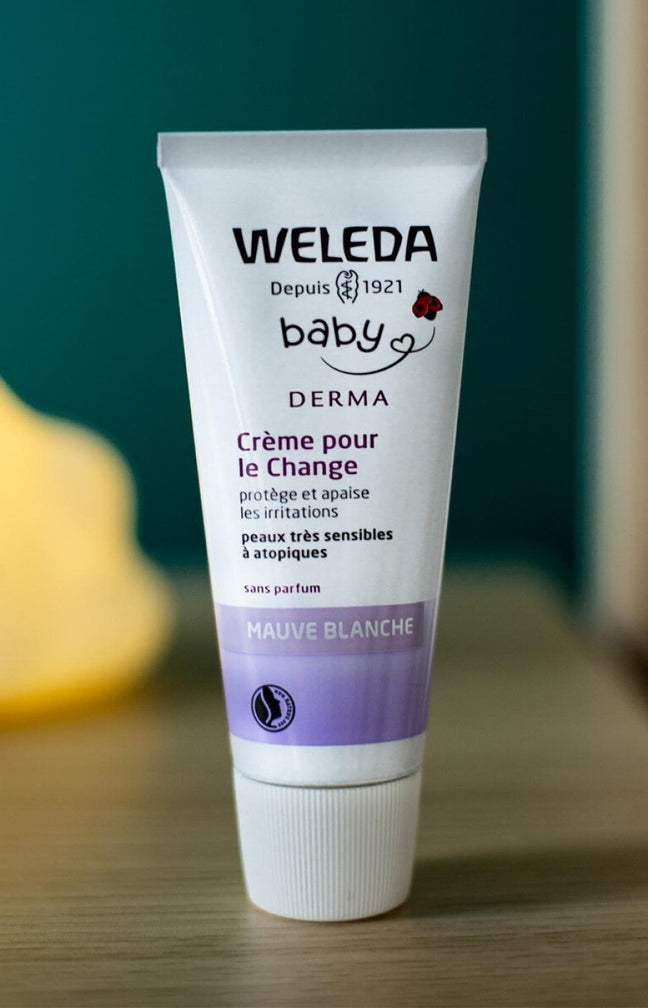 WELEDA
Depuis 1921
baby
DERMA
Crème pour
le Change
protège et apaise
les irritations
peaux très sensibles
à atopiques
sans parfum
MAUVE BLANCHE